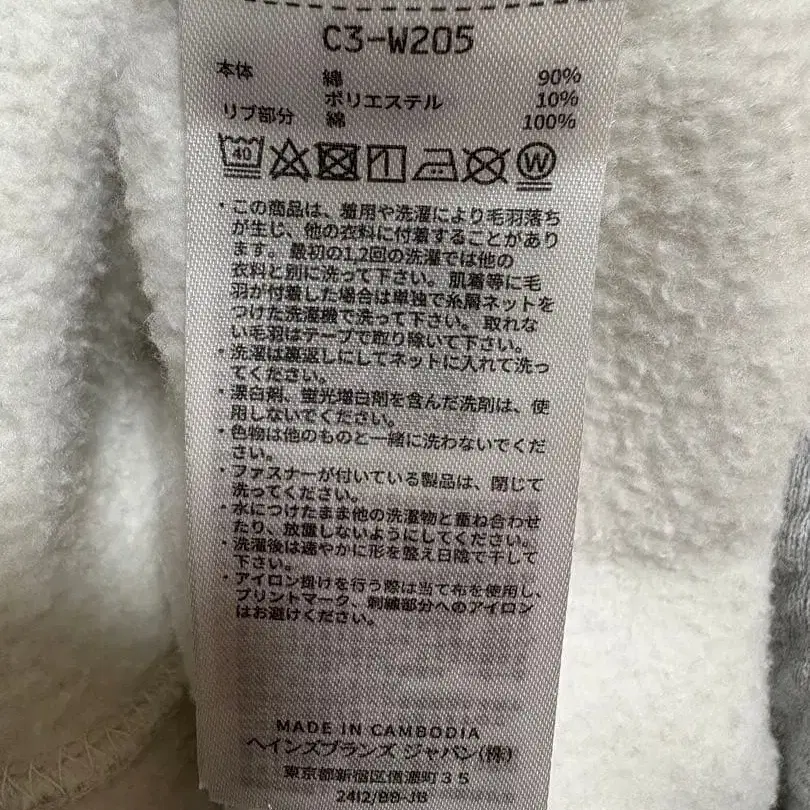 C3-W205
本体 綿 90%
ポリエステル 10%
リブ部分 綿 100%
40 W
・この商品は、着用や洗濯により毛羽落ち
が生じ、他の衣料に付着することがあり
ます。最初の1,2回の洗濯では他の
衣料と別に洗って下さい。肌着等に毛
羽が付着した場合は単独で糸屑ネットを
つけた洗濯機で洗って下さい。取れな
い毛羽はテープで取り除いて下さい。
・洗濯は裏返しにしてネットに入れて洗っ
てください。
・漂白剤、蛍光増白剤を含んだ洗剤は、使
用しないでください。
・色物は他のものと一緒に洗わないでくだ
さい。
・ファスナーが付いている製品は、閉じて
洗ってください。
・水につけたまま他の洗濯物と重ね合わせ
たり、放置しないようにしてください。
・洗濯後は速やかに形を整え日陰で干して
下さい。
・アイロン掛けを行う際は当て布を使用し、
プリントマーク、刺繍部分へのアイロン
はお避けください。
MADE IN CAMBODIA
ヘインズブランズ ジャパン(株)
東京都新宿区信濃町35
2412/BB-JB